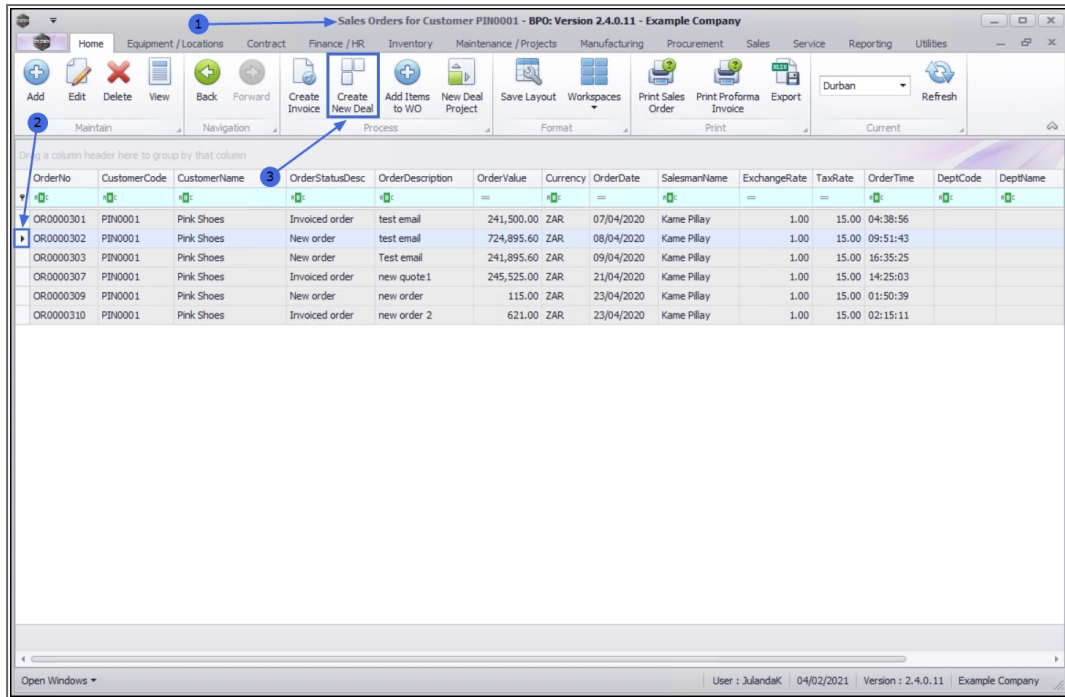 1
Sales Orders for Customer PIN0001 - BPO: Version 2.4.0.11 - Example Company
Home Equipment / Locations Contract Finance / HR Inventory Maintenance / Projects Manufacturing Procurement Sales Service Reporting Utilities
Add Edit Delete View Back Forward Create Invoice Create New Deal Add Items to WO New Deal Project Save Layout Workspaces Print Sales Order Print Proforma Invoice Export Durban Refresh
2
Maintain Navigation Process Format Print Current
3
Drag a column header here to group by that column
OrderNo CustomerCode CustomerName OrderStatusDesc OrderDescription OrderValue Currency OrderDate SalesmanName ExchangeRate TaxRate OrderTime DeptCode DeptName
OR0000301 PIN0001 Pink Shoes Invoiced order test email 241,500.00 ZAR 07/04/2020 Kame Pillay 1.00 15.00 04:38:56
OR0000302 PIN0001 Pink Shoes New order test email 724,895.60 ZAR 08/04/2020 Kame Pillay 1.00 15.00 09:51:43
OR0000303 PIN0001 Pink Shoes New order Test email 241,895.60 ZAR 09/04/2020 Kame Pillay 1.00 15.00 16:35:25
OR0000307 PIN0001 Pink Shoes Invoiced order new quote1 245,525.00 ZAR 21/04/2020 Kame Pillay 1.00 15.00 14:25:03
OR0000309 PIN0001 Pink Shoes New order new order 115.00 ZAR 23/04/2020 Kame Pillay 1.00 15.00 01:50:39
OR0000310 PIN0001 Pink Shoes Invoiced order new order 2 621.00 ZAR 23/04/2020 Kame Pillay 1.00 15.00 02:15:11
Open Windows User : JulandaK 04/02/2021 Version : 2.4.0.11 Example Company